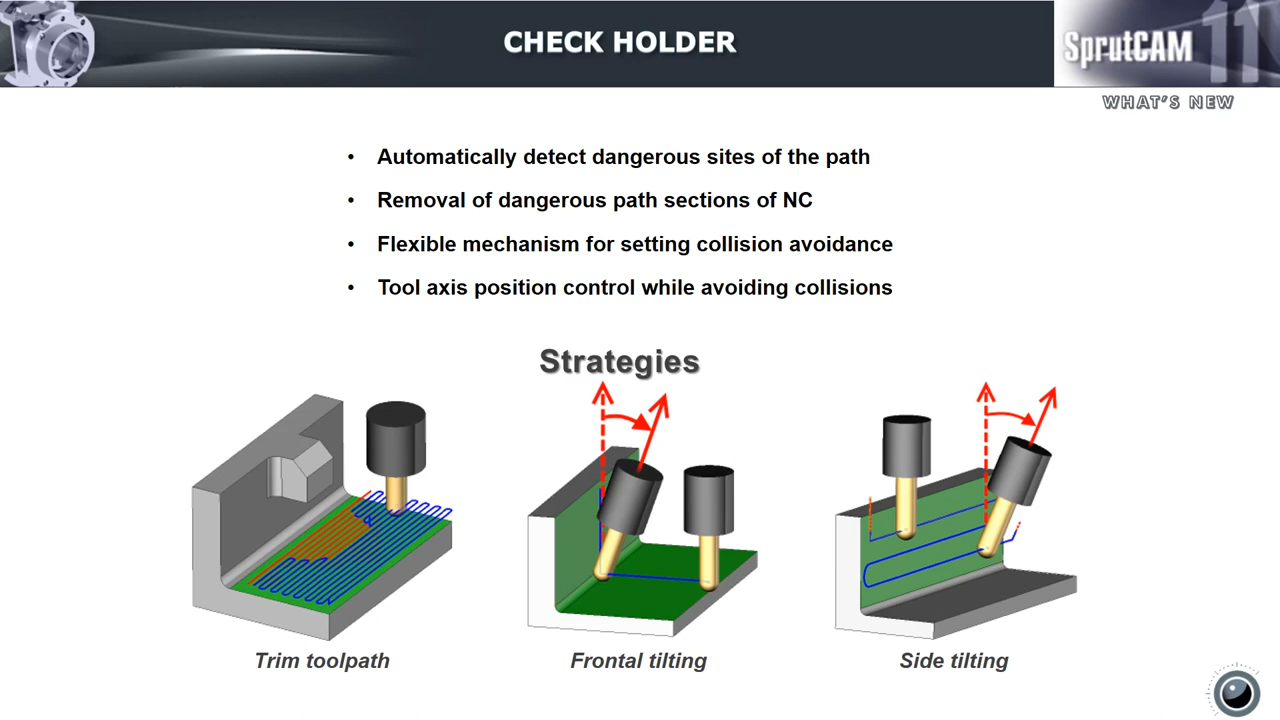 CHECK HOLDER
SprutCAM 11
WHAT'S NEW
• Automatically detect dangerous sites of the path
• Removal of dangerous path sections of NC
• Flexible mechanism for setting collision avoidance
• Tool axis position control while avoiding collisions
Strategies
Trim toolpath
Frontal tilting
Side tilting